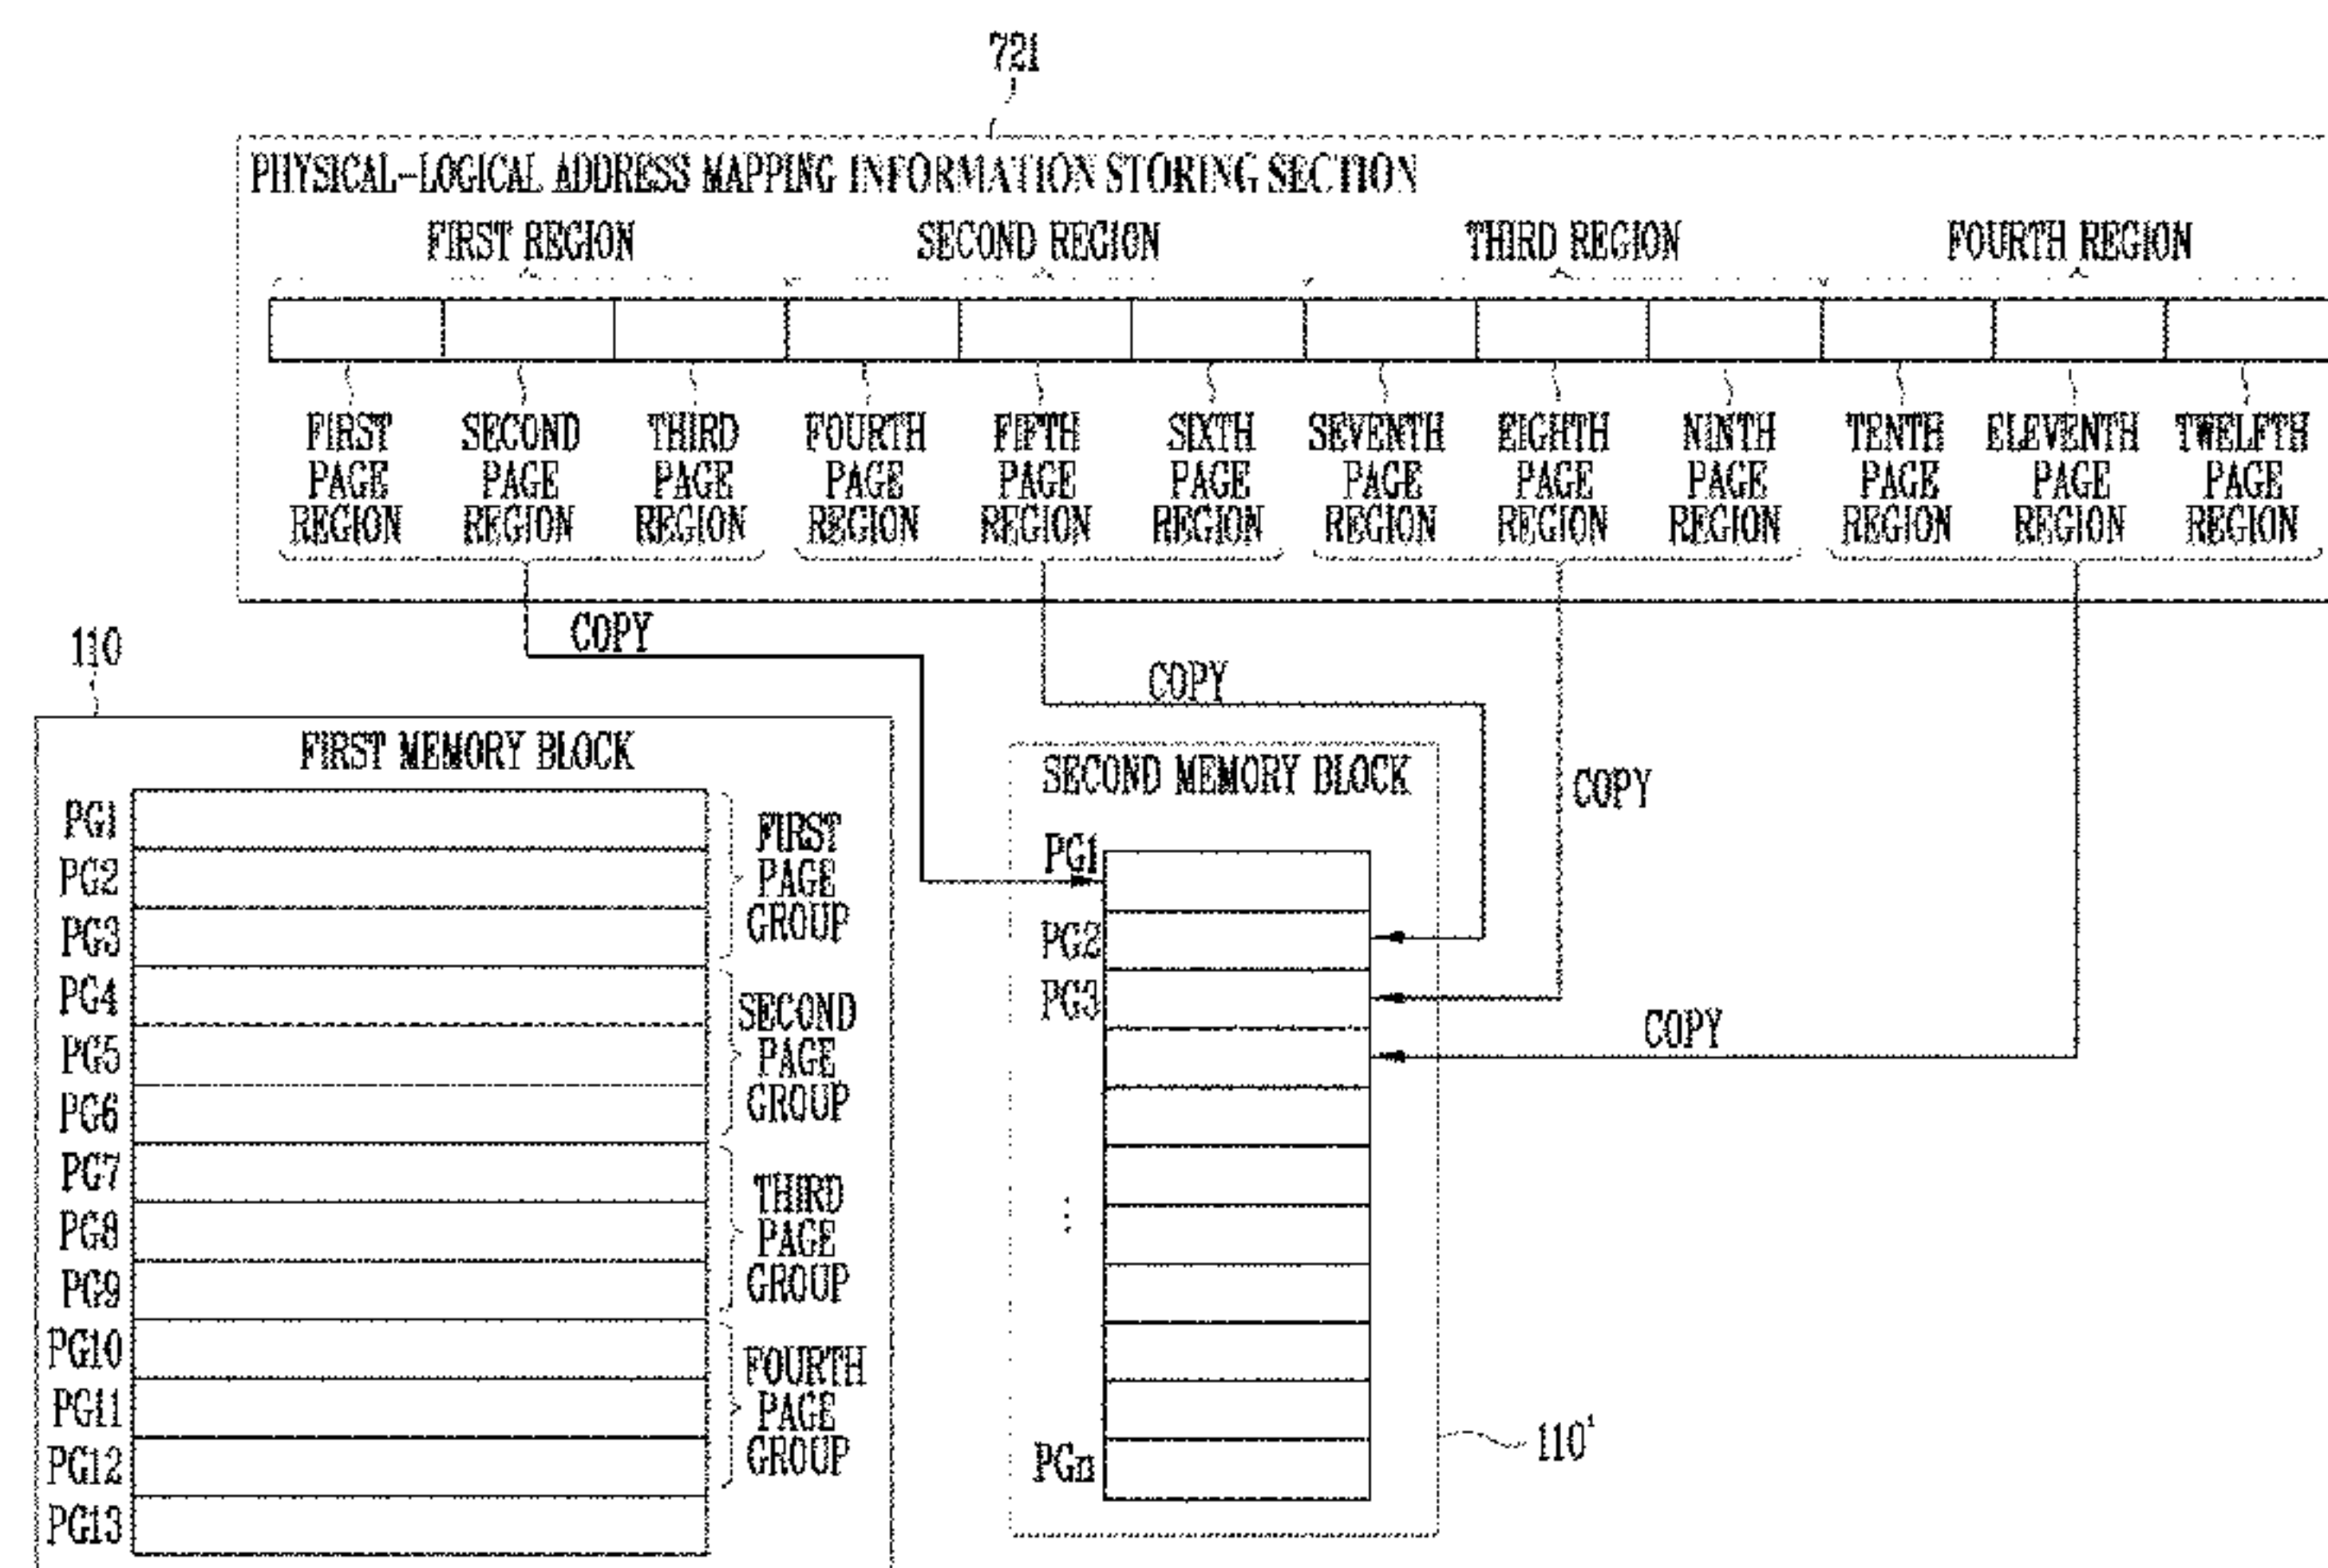 721
PHYSICAL-LOGICAL ADDRESS MAPPING INFORMATION STORING SECTION
FIRST REGION SECOND REGION THIRD REGION FOURTH REGION
FIRST SECOND THIRD FOURTH FIFTH SIXTH SEVENTH EIGHTH NINTH TENTH ELEVENTH TWELFTH
PAGE PAGE PAGE PAGE PAGE PAGE PAGE PAGE PAGE PAGE PAGE PAGE
REGION REGION REGION REGION REGION REGION REGION REGION REGION REGION REGION REGION
COPY
COPY
COPY
COPY
110
FIRST MEMORY BLOCK
PG1
PG2
PG3
PG4
PG5
PG6
PG7
PG8
PG9
PG10
PG11
PG12
PG13
FIRST
PAGE
GROUP
SECOND
PAGE
GROUP
THIRD
PAGE
GROUP
FOURTH
PAGE
GROUP
SECOND MEMORY BLOCK
PG1
PG2
PG3
⋮
PGn
110'